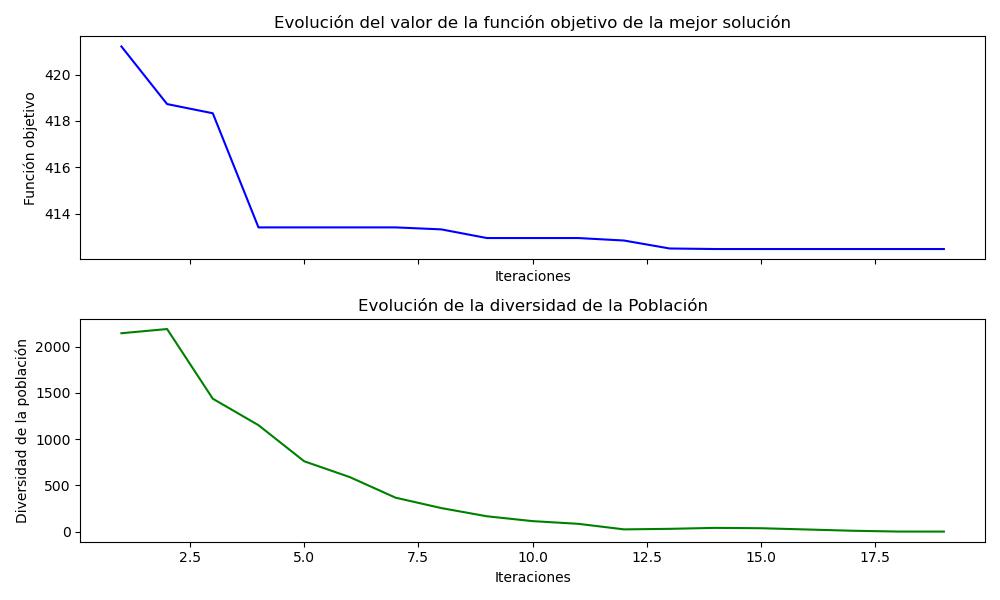 Evolución del valor de la función objetivo de la mejor solución
Función objetivo
420
418
416
414
Iteraciones
Evolución de la diversidad de la Población
Diversidad de la población
2000
1500
1000
500
0
2.5 5.0 7.5 10.0 12.5 15.0 17.5
Iteraciones